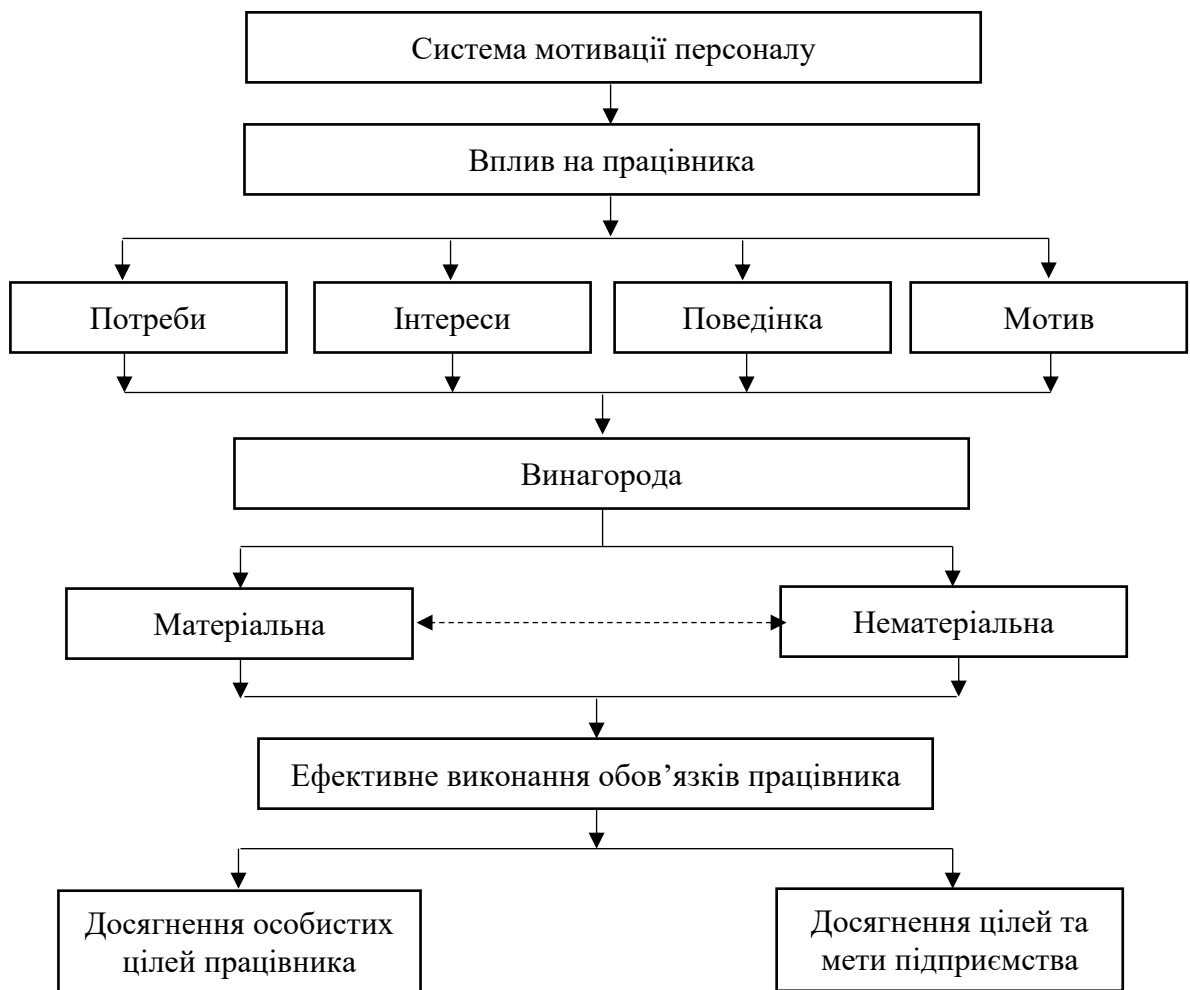 Система мотивації персоналу
Вплив на працівника
Потреби
Інтереси
Поведінка
Мотив
Винагорода
Матеріальна
Нематеріальна
Ефективне виконання обов’язків працівника
Досягнення особистих
цілей працівника
Досягнення цілей та
мети підприємства